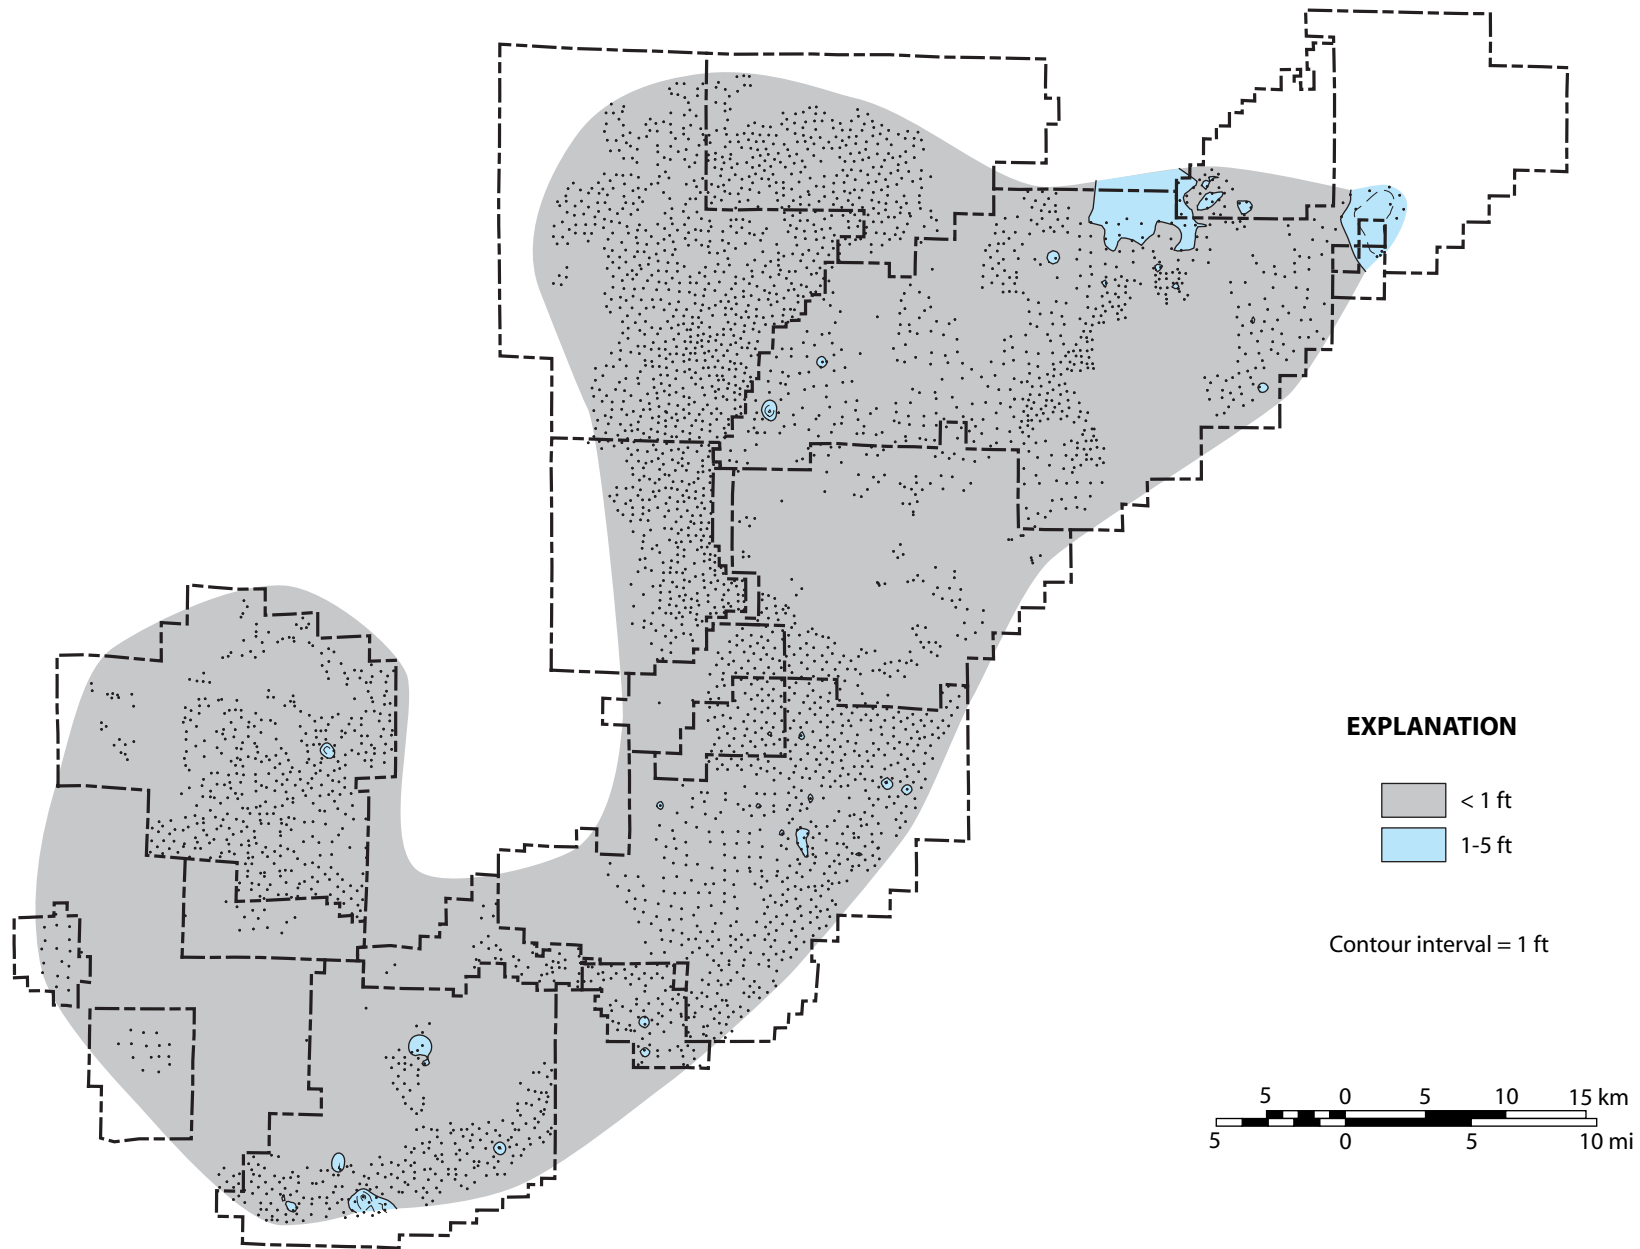 EXPLANATION
< 1 ft
1-5 ft
Contour interval = 1 ft
5 0 5 10 15 km
5 0 5 10 mi